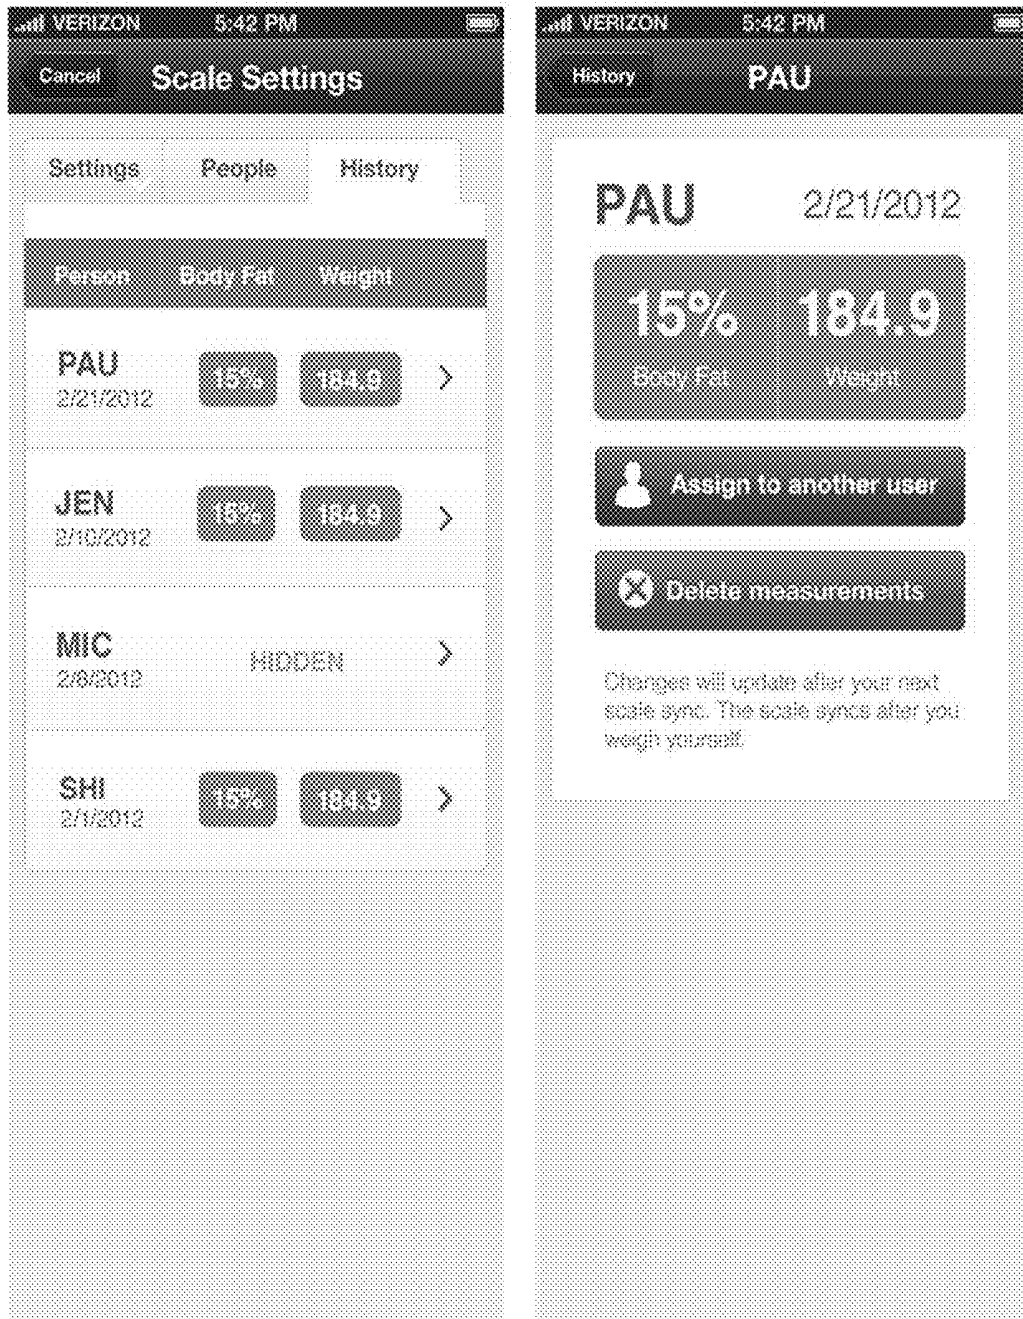 VERIZON 5:42 PM
Cancel Scale Settings
Settings People History
Person Body Fat Weight
PAU 15% 184.9
2/21/2012
JEN 15% 184.9
2/10/2012
MIC HIDDEN
2/8/2012
SHI 15% 184.9
2/1/2012
VERIZON 5:42 PM
History PAU
PAU 2/21/2012
15% 184.9
Body Fat Weight
Assign to another user
Delete measurements
Changes will update after your next
scale sync. The scale syncs after you
weigh yourself.